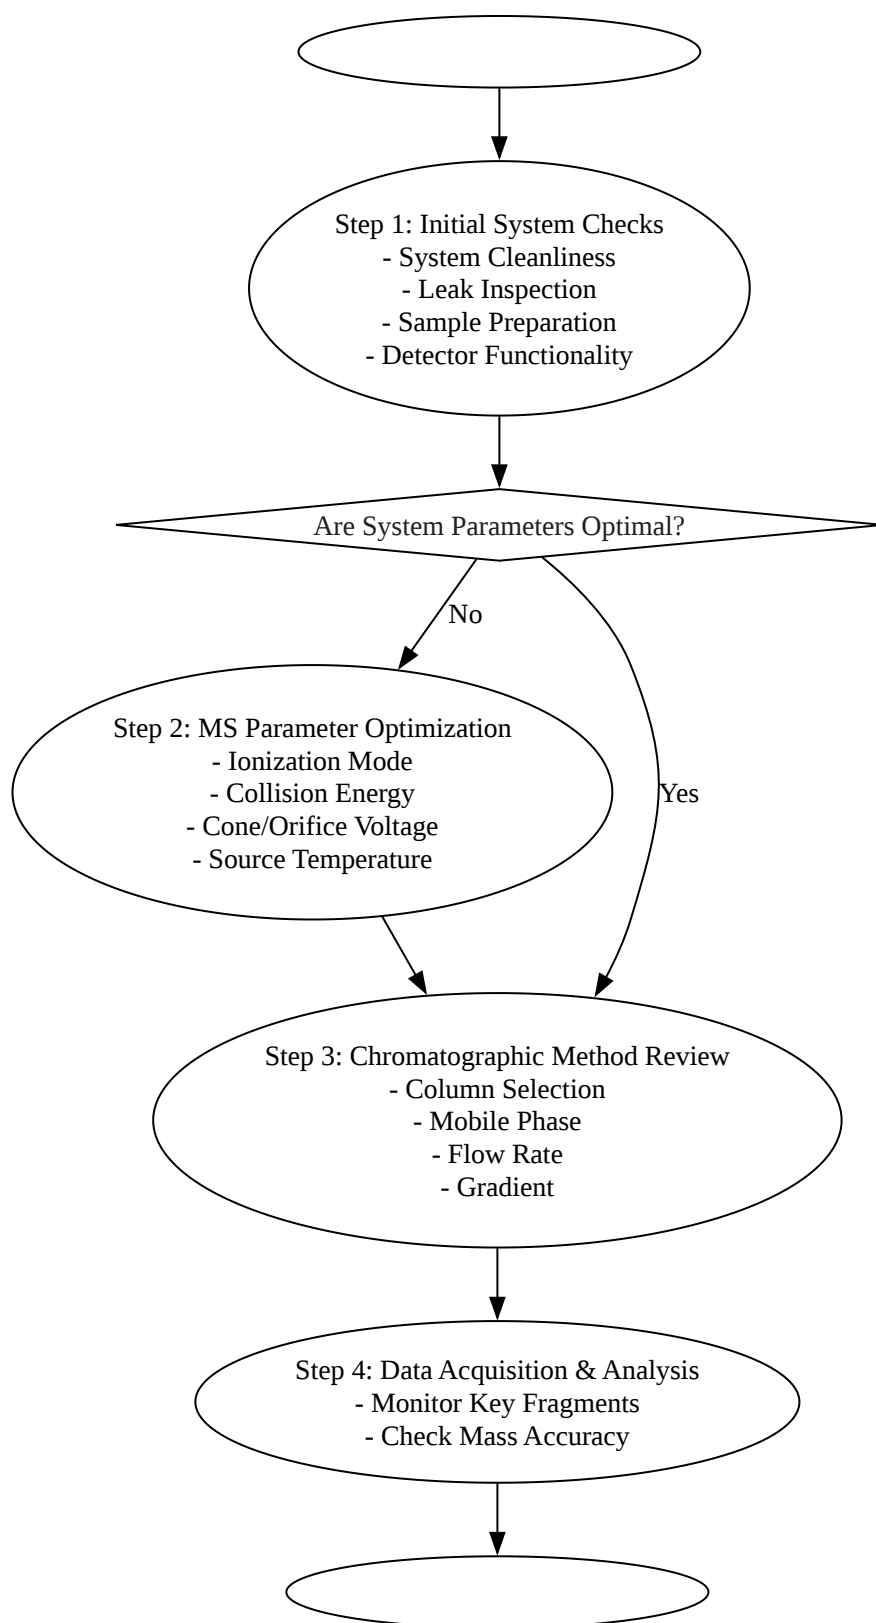 Step 1: Initial System Checks
- System Cleanliness
- Leak Inspection
- Sample Preparation
- Detector Functionality
Are System Parameters Optimal?
No
Step 2: MS Parameter Optimization
- Ionization Mode
- Collision Energy
- Cone/Orifice Voltage
- Source Temperature
Yes
Step 3: Chromatographic Method Review
- Column Selection
- Mobile Phase
- Flow Rate
- Gradient
Step 4: Data Acquisition & Analysis
- Monitor Key Fragments
- Check Mass Accuracy